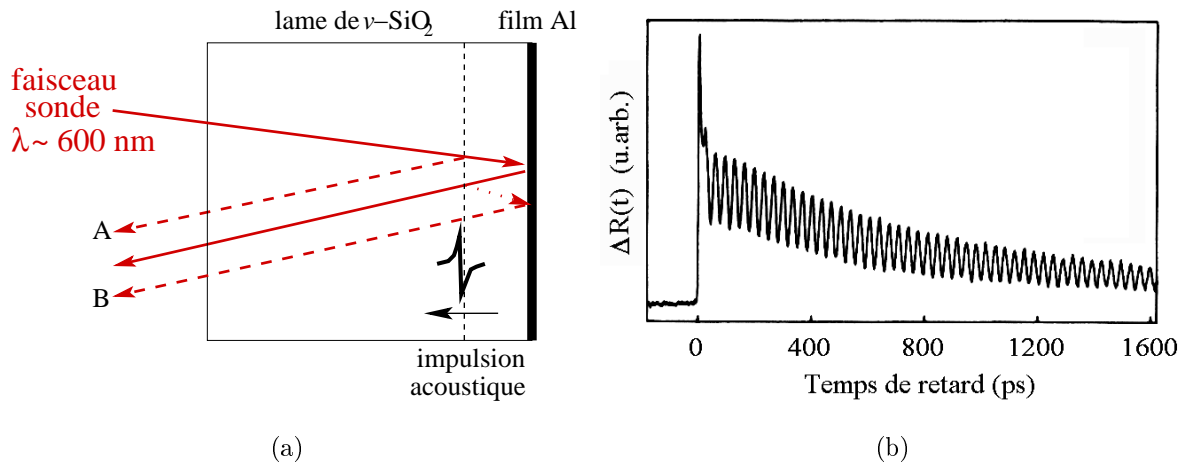 lame de v–SiO2
film Al
faisceau
sonde
λ~ 600 nm
A
B
impulsion
acoustique
(a)
ΔR(t) (u.arb.)
0
400
800
1200
1600
Temps de retard (ps)
(b)